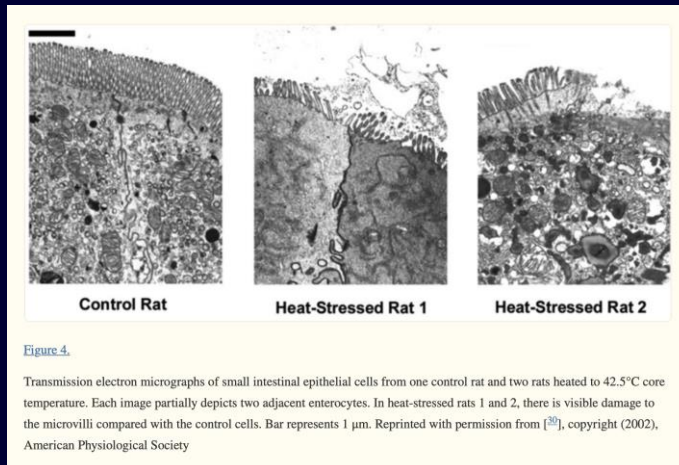 Control Rat
Heat-Stressed Rat 1
Heat-Stressed Rat 2
Figure 4.
Transmission electron micrographs of small intestinal epithelial cells from one control rat and two rats heated to 42.5°C core
temperature. Each image partially depicts two adjacent enterocytes. In heat-stressed rats 1 and 2, there is visible damage to
the microvilli compared with the control cells. Bar represents 1 μm. Reprinted with permission from [30], copyright (2002),
American Physiological Society